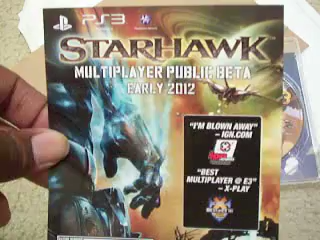 PS3
STARHAWK
MULTIPLAYER PUBLIC BETA
EARLY 2012
"I'M BLOWN AWAY"
– IGN.COM
"BEST
MULTIPLAYER @ E3"
– X-PLAY